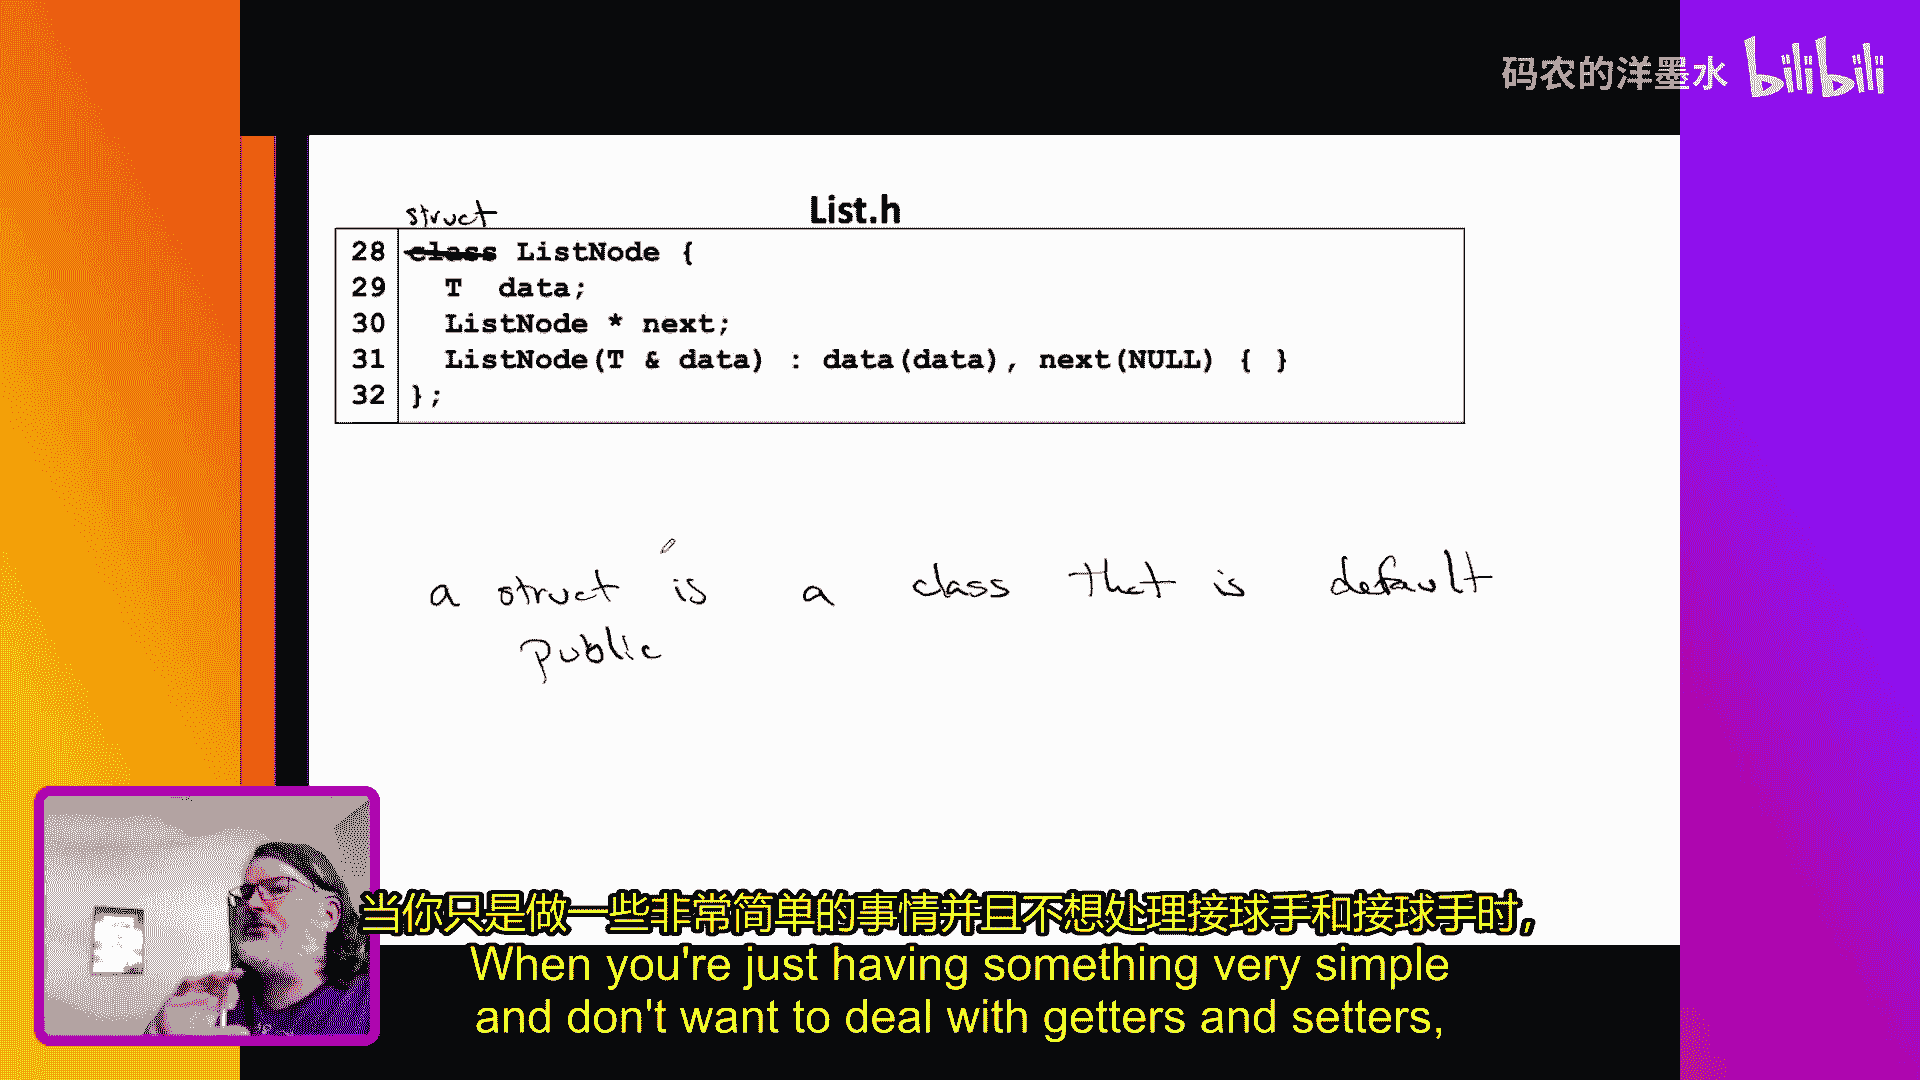 码农的洋墨水 bilibili
List.h
struct
28 class ListNode {
29 T data;
30 ListNode * next;
31 ListNode(T & data) : data(data), next(NULL) { }
32 };
a struct is a class that is default
public
当你只是做一些非常简单的事情并且不想处理接球手和接球手时，
When you're just having something very simple
and don't want to deal with getters and setters,